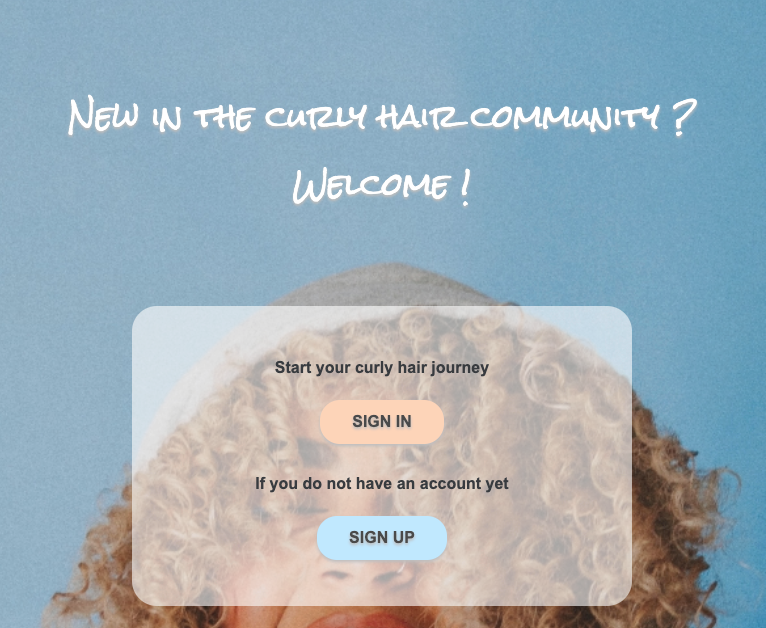 New in the curly hair community ?
Welcome !
Start your curly hair journey
SIGN IN
If you do not have an account yet
SIGN UP